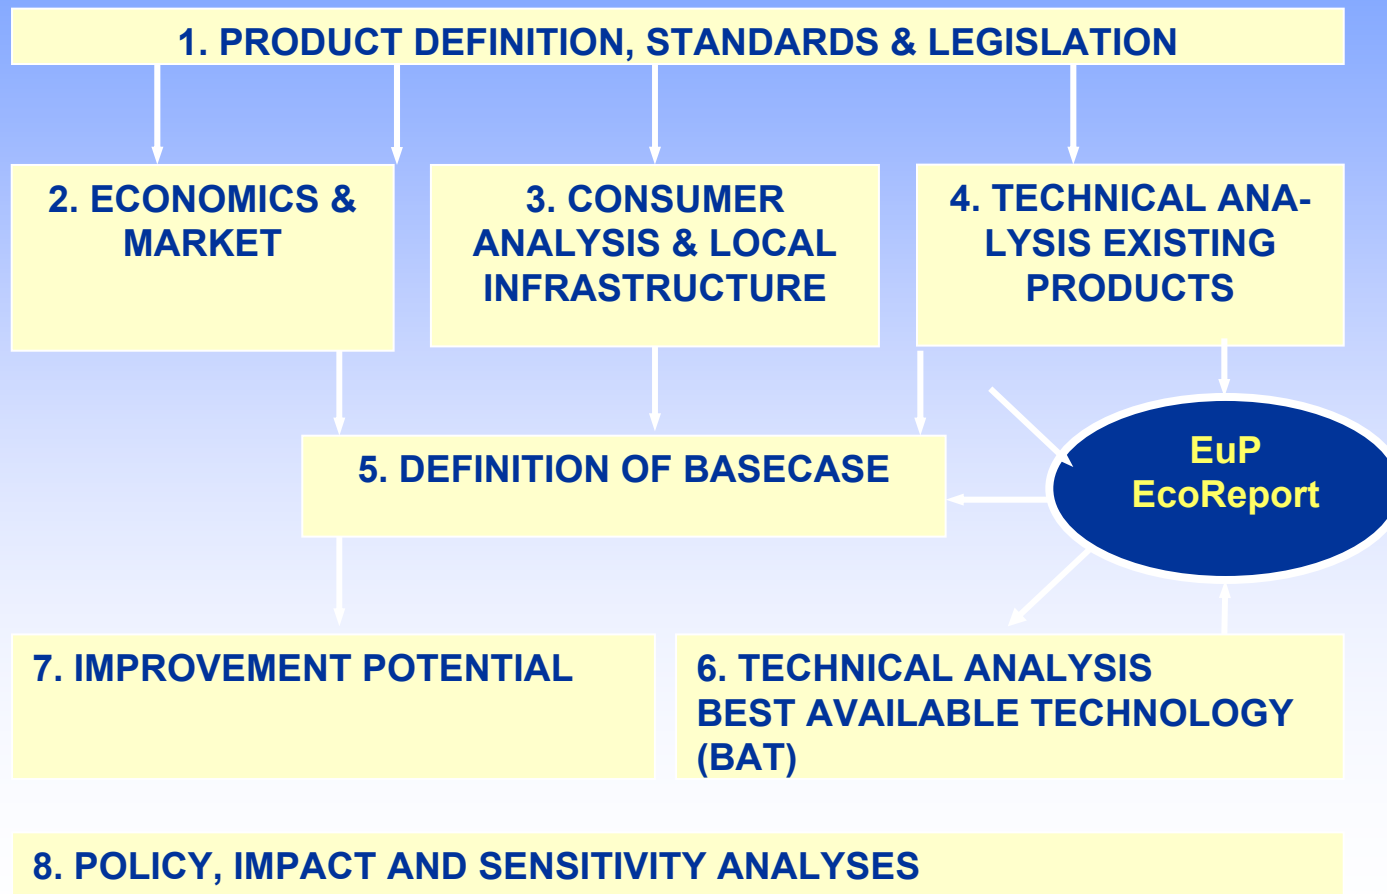 1. PRODUCT DEFINITION, STANDARDS & LEGISLATION
2. ECONOMICS &
MARKET
3. CONSUMER
ANALYSIS & LOCAL
INFRASTRUCTURE
4. TECHNICAL ANA-
LYSIS EXISTING
PRODUCTS
5. DEFINITION OF BASECASE
EuP
EcoReport
7. IMPROVEMENT POTENTIAL
6. TECHNICAL ANALYSIS
BEST AVAILABLE TECHNOLOGY
(BAT)
8. POLICY, IMPACT AND SENSITIVITY ANALYSES